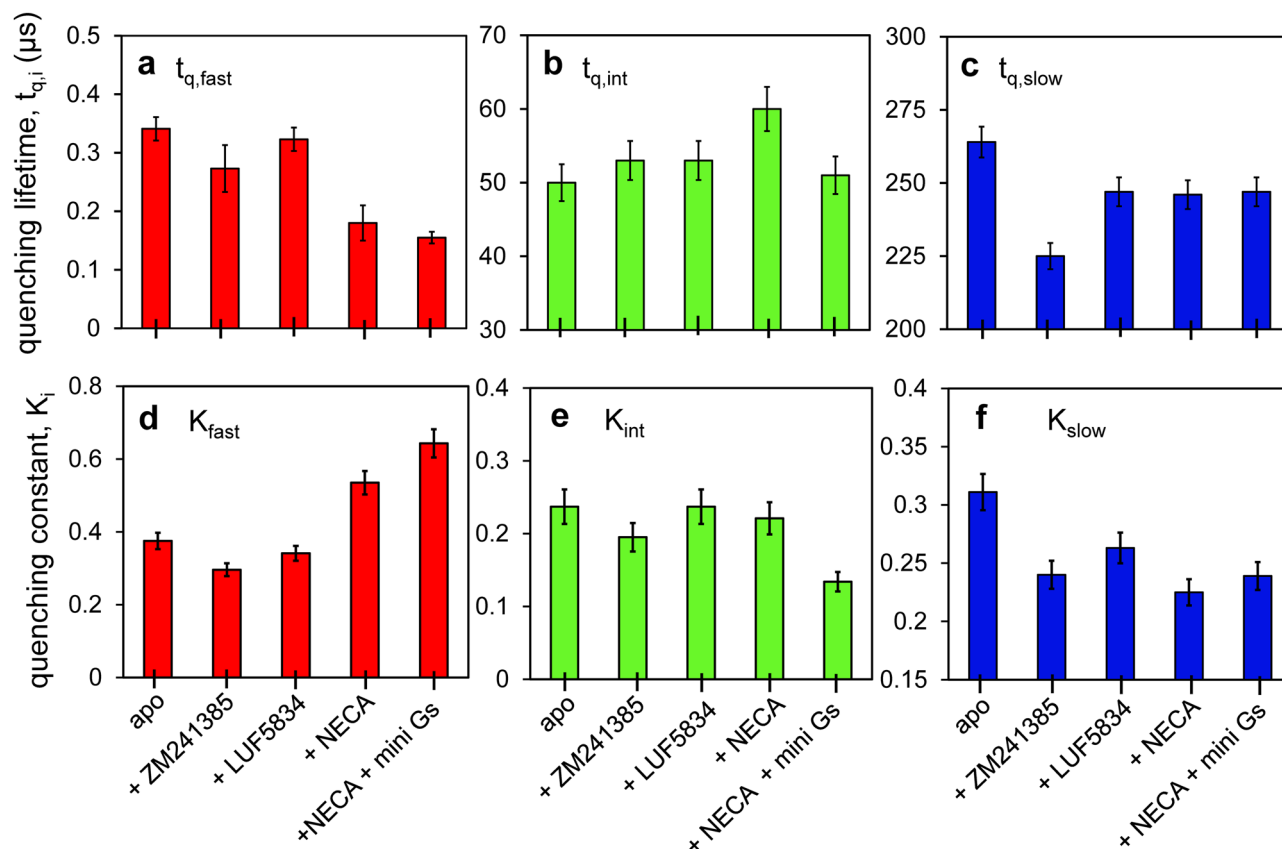 quenching lifetime, tq,i (µs)
0.5
0.4
0.3
0.2
0.1
0
a tq,fast
70
60
50
40
30
b tq,int
300
275
250
225
200
c tq,slow
quenching constant, Ki
0.8
0.6
0.4
0.2
0
d Kfast
0.4
0.3
0.2
0.1
0
e Kint
0.4
0.35
0.3
0.25
0.2
0.15
f Kslow
apo
+ ZM241385
+ LUF5834
+ NECA
+NECA + mini Gs
apo
+ ZM241385
+ LUF5834
+ NECA
+ NECA + mini Gs
apo
+ ZM241385
+ LUF5834
+ NECA
+ NECA + mini Gs